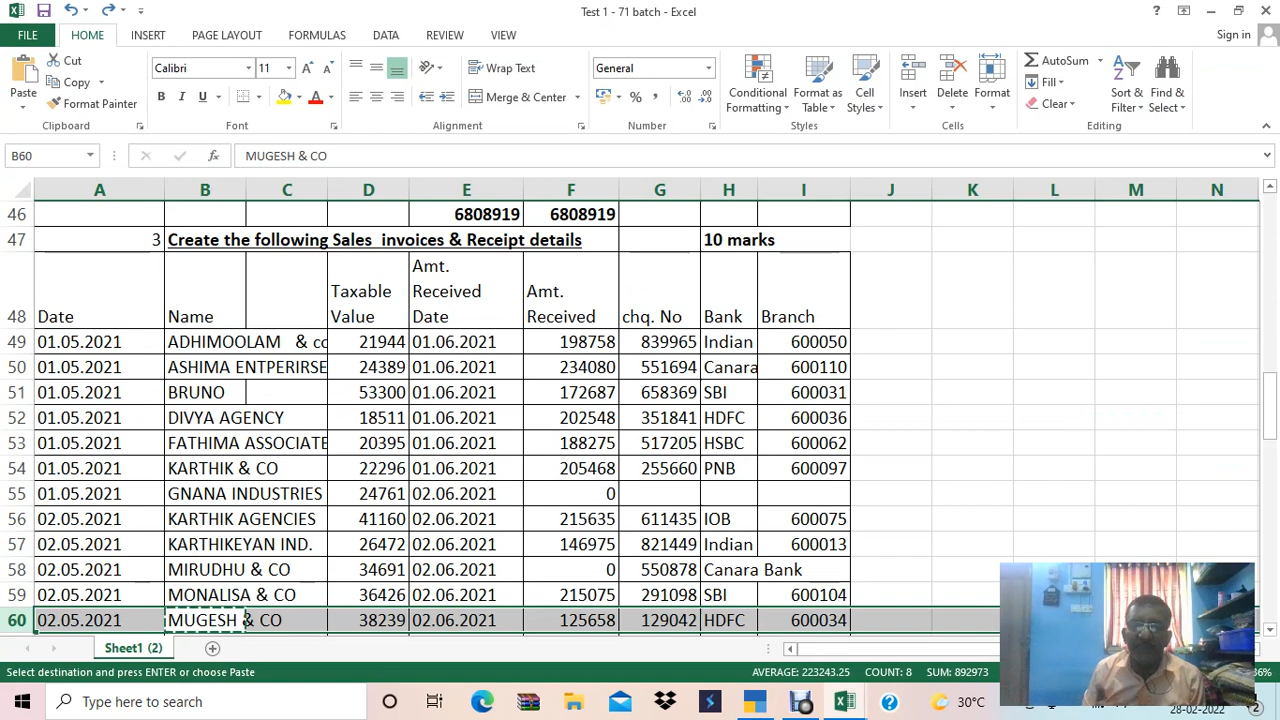 Test 1 - 71 batch - Excel
?
FILE HOME INSERT PAGE LAYOUT FORMULAS DATA REVIEW VIEW Sign in
Paste Cut Copy Format Painter Clipboard
Calibri 11 A A B I U A Font
Wrap Text Merge & Center Alignment
General % , Number
Conditional Formatting Format as Table Cell Styles Styles
Insert Delete Format Cells
AutoSum Fill Clear Sort & Filter Find & Select Editing
B60 fx MUGESH & CO
A B C D E F G H I J K L M N
46 6808919 6808919
47 3 Create the following Sales invoices & Receipt details 10 marks
48 Date Name Taxable Value Amt. Received Date Amt. Received chq. No Bank Branch
49 01.05.2021 ADHIMOOLAM & co 21944 01.06.2021 198758 839965 Indian 600050
50 01.05.2021 ASHIMA ENTPERIRSE 24389 01.06.2021 234080 551694 Canara 600110
51 01.05.2021 BRUNO 53300 01.06.2021 172687 658369 SBI 600031
52 01.05.2021 DIVYA AGENCY 18511 01.06.2021 202548 351841 HDFC 600036
53 01.05.2021 FATHIMA ASSOCIATE 20395 01.06.2021 188275 517205 HSBC 600062
54 01.05.2021 KARTHIK & CO 22296 01.06.2021 205468 255660 PNB 600097
55 01.05.2021 GNANA INDUSTRIES 24761 02.06.2021 0
56 02.05.2021 KARTHIK AGENCIES 41160 02.06.2021 215635 611435 IOB 600075
57 02.05.2021 KARTHIKEYAN IND. 26472 02.06.2021 146975 821449 Indian 600013
58 02.05.2021 MIRUDHU & CO 34691 02.06.2021 0 550878 Canara Bank
59 02.05.2021 MONALISA & CO 39426 02.06.2021 215075 291098 SBI 600104
60 02.05.2021 MUGESH & CO 38239 02.06.2021 125658 129042 HDFC 600034
Sheet1 (2)
Select destination and press ENTER or choose Paste AVERAGE: 223243.25 COUNT: 8 SUM: 892973
Type here to search 30°C 28-02-2022